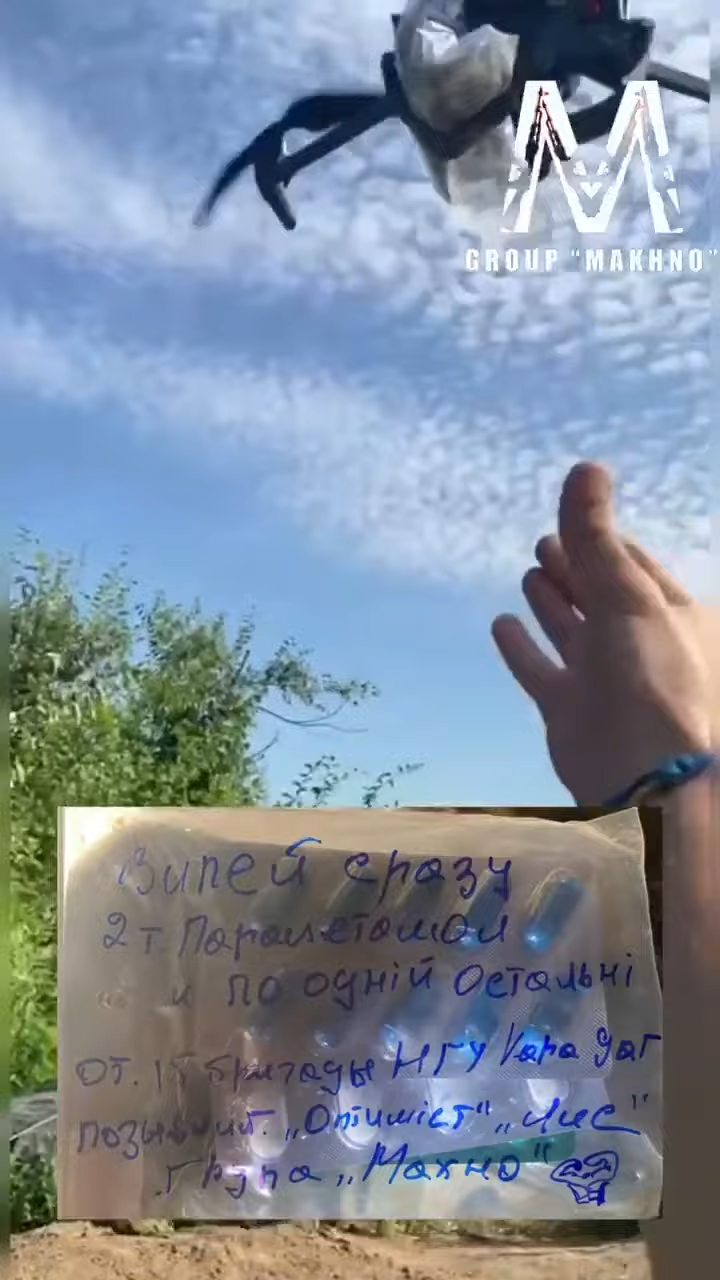 M
GROUP "MAKHNO"
Випей сразу
2 т. Парацетамол
и по одній остальні
От. 15 бригады НГУ Кара даг
позывний. „Оптиміст" „Лис"
Група „Махно"